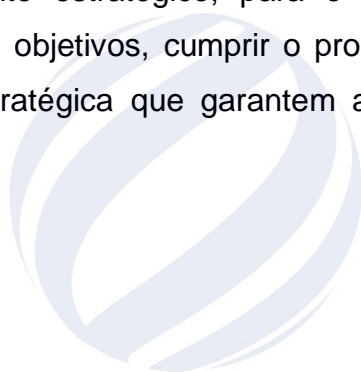 estratégico, para o
objetivos, cumprir o pro
ratégica que garantem a